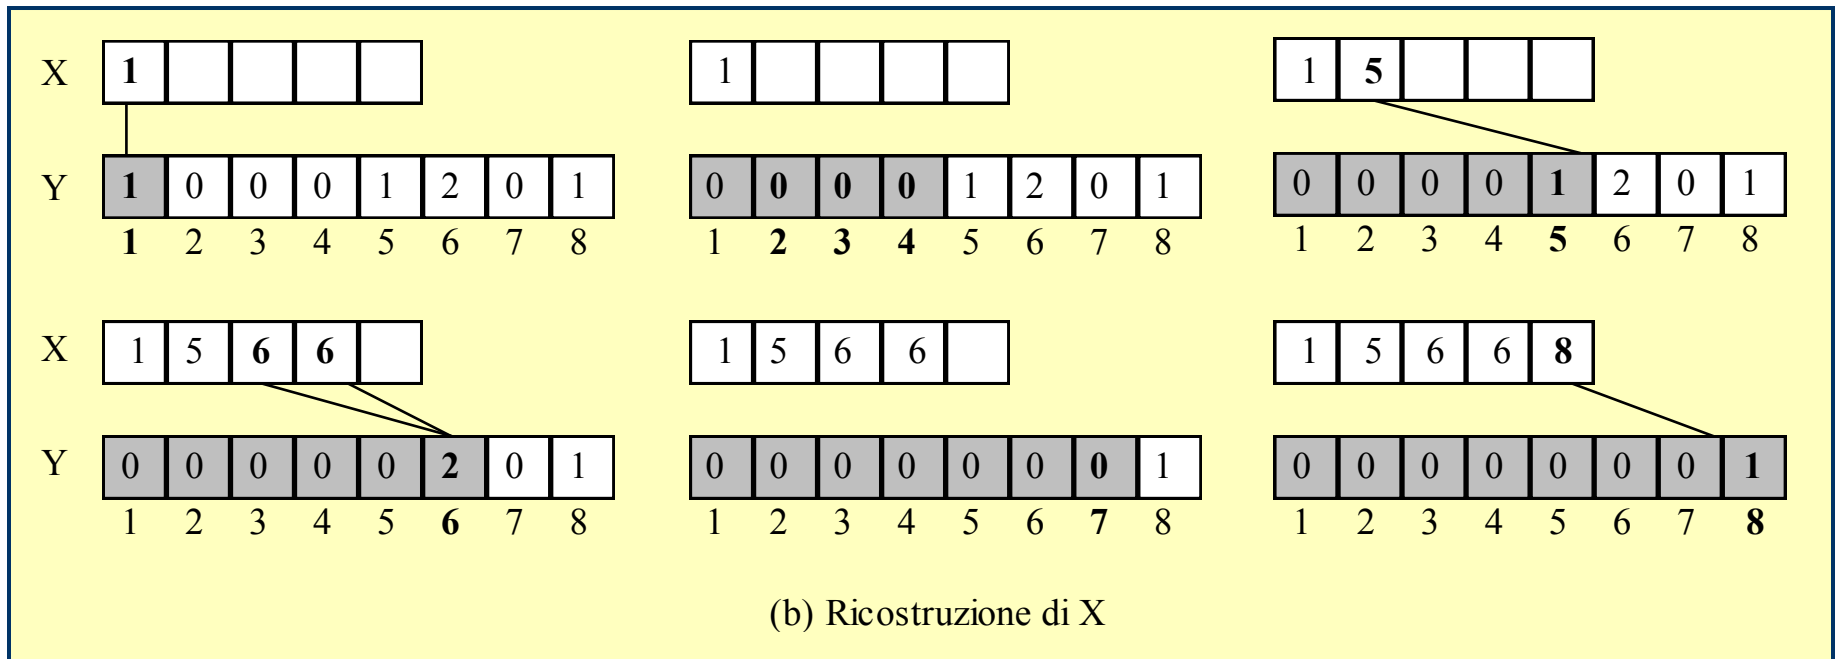 X 1 1 1 5
Y 1 0 0 0 1 2 0 1 0 0 0 0 1 2 0 1 0 0 0 0 1 2 0 1
1 2 3 4 5 6 7 8 1 2 3 4 5 6 7 8 1 2 3 4 5 6 7 8
X 1 5 6 6 1 5 6 6 1 5 6 6 8
Y 0 0 0 0 0 2 0 1 0 0 0 0 0 0 0 1 0 0 0 0 0 0 0 1
1 2 3 4 5 6 7 8 1 2 3 4 5 6 7 8 1 2 3 4 5 6 7 8
(b) Ricostruzione di X